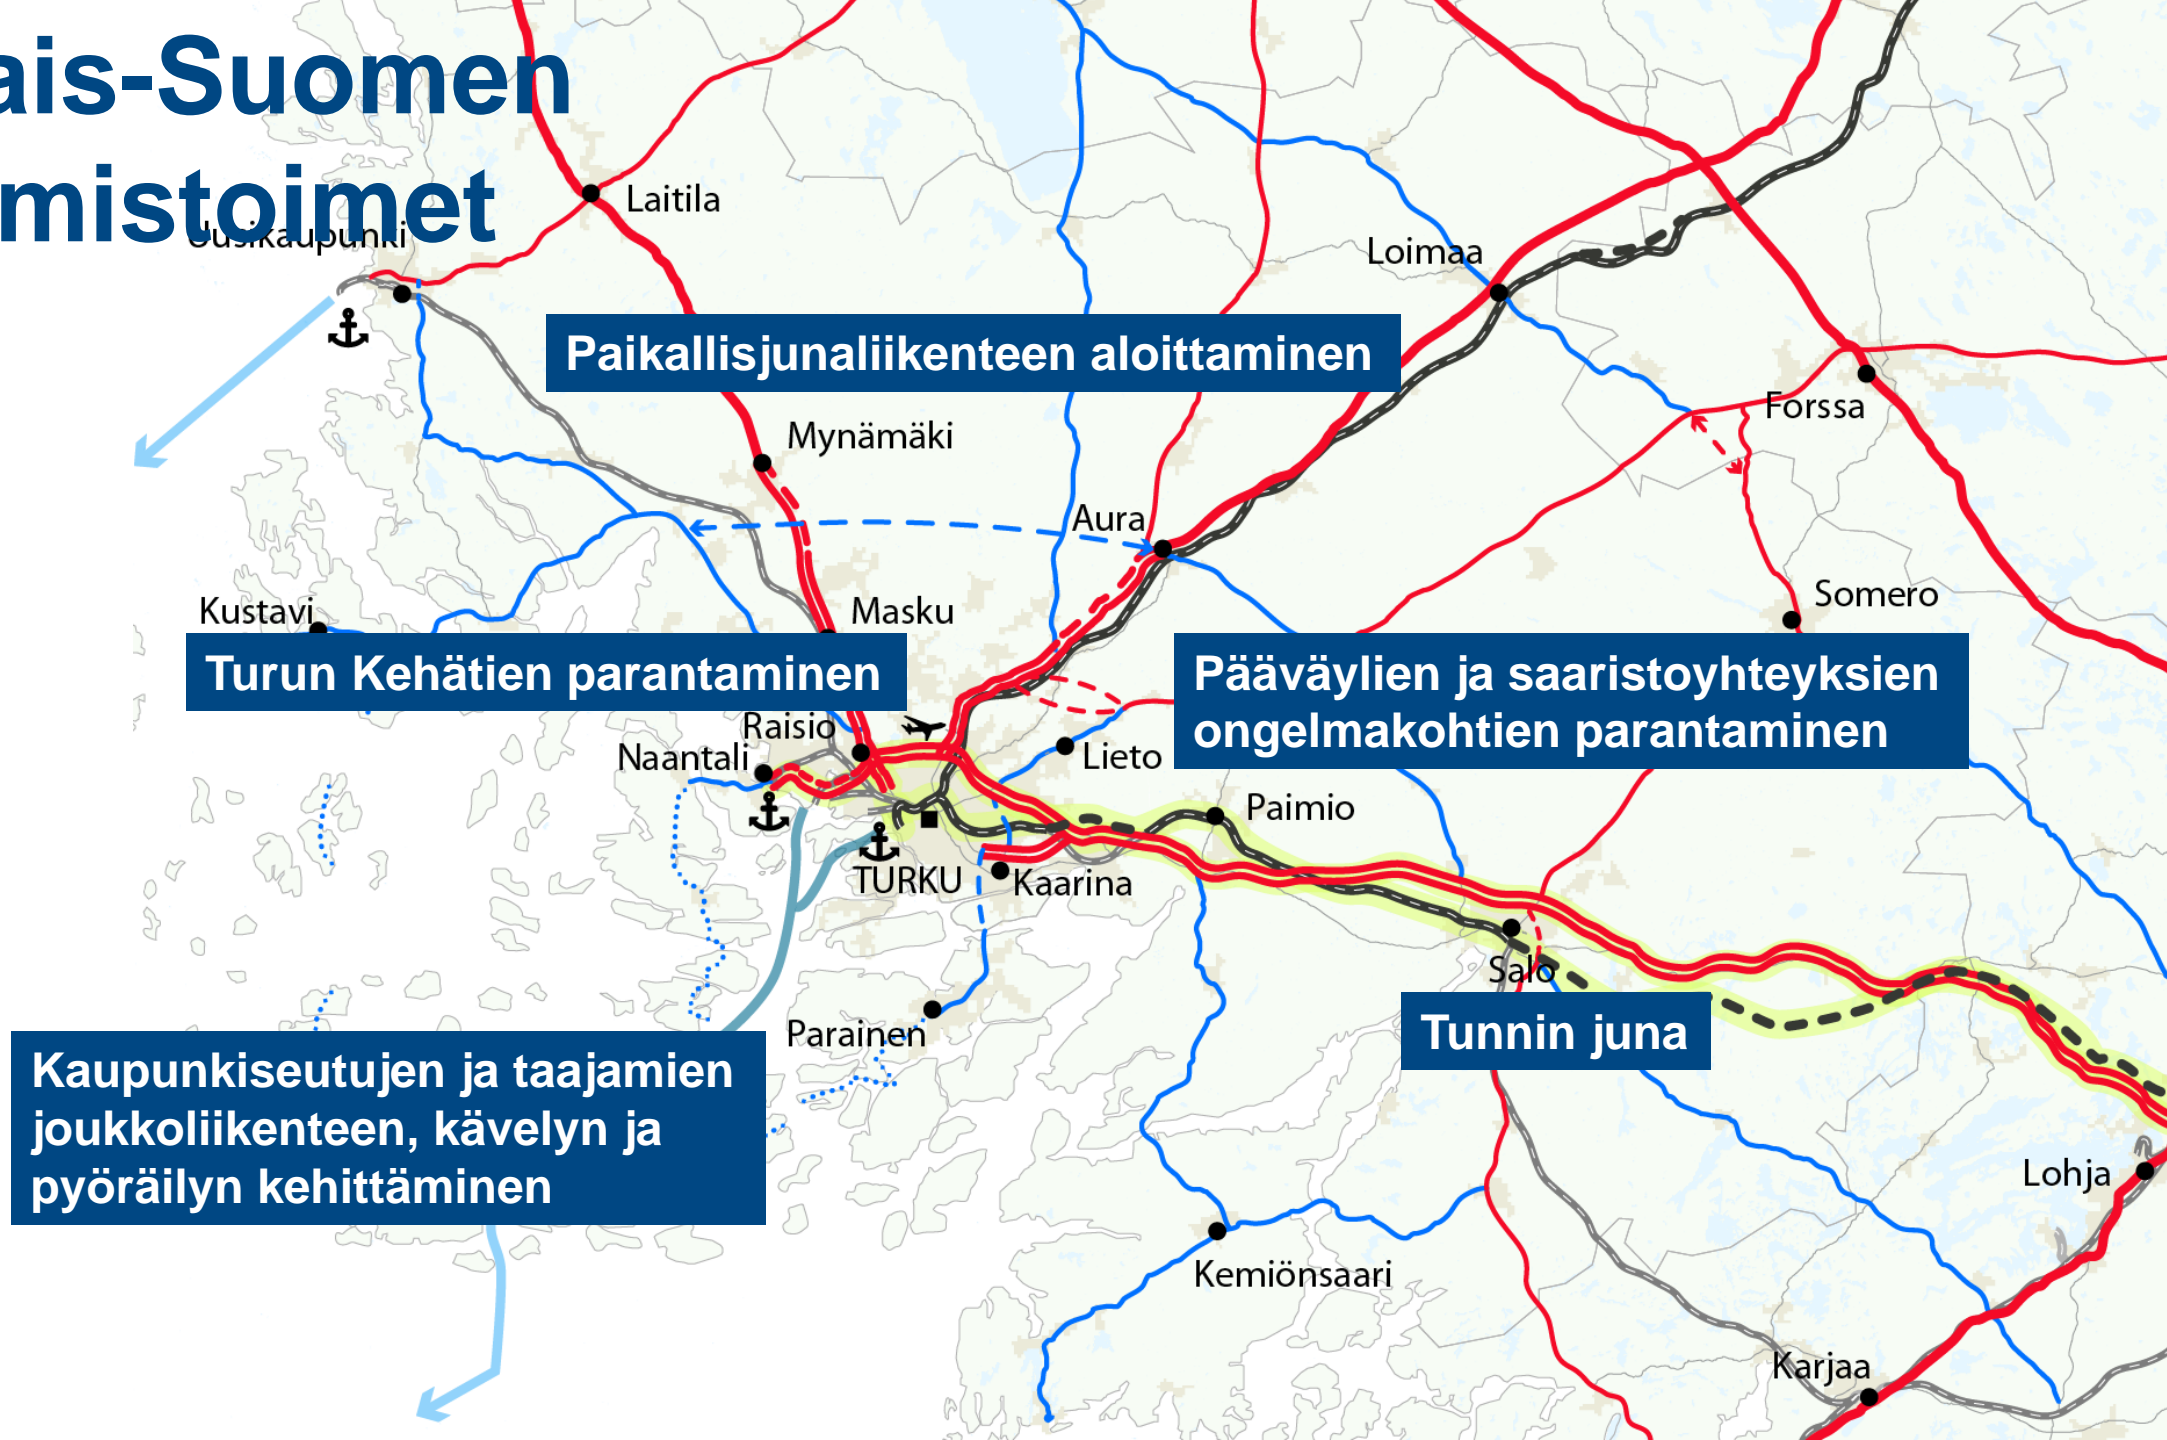 ais-Suomen
mistoimet
Laitila
Uusikaupunki
Loimaa
Paikallisjunaliikenteen aloittaminen
Forssa
Mynämäki
Aura
Somero
Kustavi
Masku
Turun Kehätien parantaminen
Pääväylien ja saaristoyhteyksien
ongelmakohtien parantaminen
Raisio
Naantali
Lieto
Paimio
TURKU
Kaarina
Salo
Parainen
Tunnin juna
Kaupunkiseutujen ja taajamien
joukkoliikenteen, kävelyn ja
pyöräilyn kehittäminen
Lohja
Kemiönsaari
Karjaa